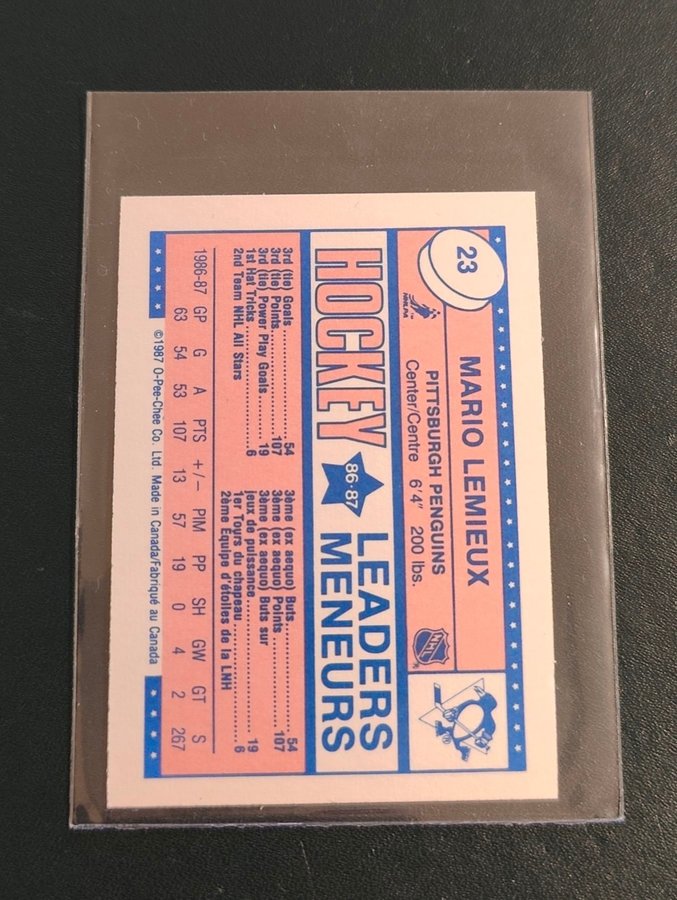 23
NHLPA
MARIO LEMIEUX
PITTSBURGH PENGUINS
Center/Centre 6'4" 200 lbs.
NHL
HOCKEY
86-87
LEADERS
MENEURS
3rd (tie) Goals..............54
3rd (tie) Points.............107
3rd (tie) Power Play Goals.......19
1st Hat Tricks..................6
2nd Team NHL All Stars
3ème (ex aequo) Buts.........54
3ème (ex aequo) Points.......107
3ème (ex aequo) Buts sur
jeux de puissance..............19
1er Tours du chapeau............6
2ème Équipe d'étoiles de la LNH
1986-87 GP G A PTS +/− PIM PP SH GW GT S
63 54 53 107 13 57 19 0 4 2 267
©1987 O-Pee-Chee Co. Ltd. Made in Canada/Fabriqué au Canada